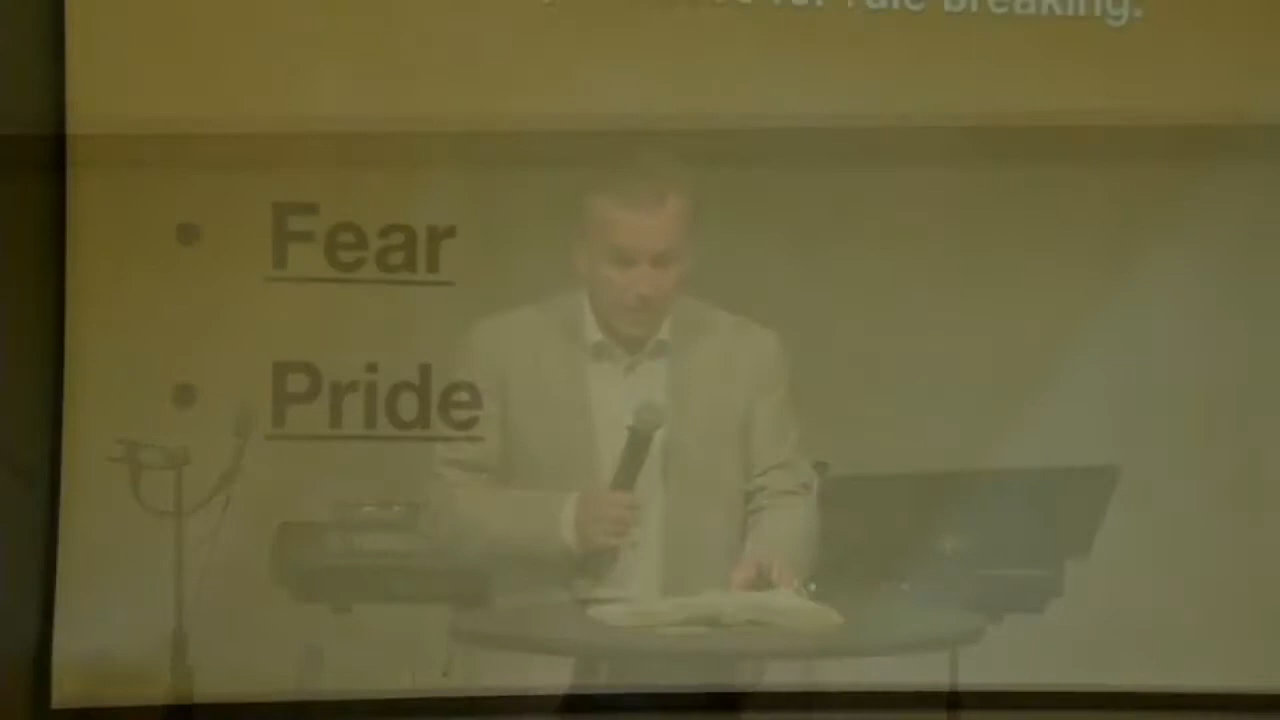 for rule breaking.
• Fear
• Pride